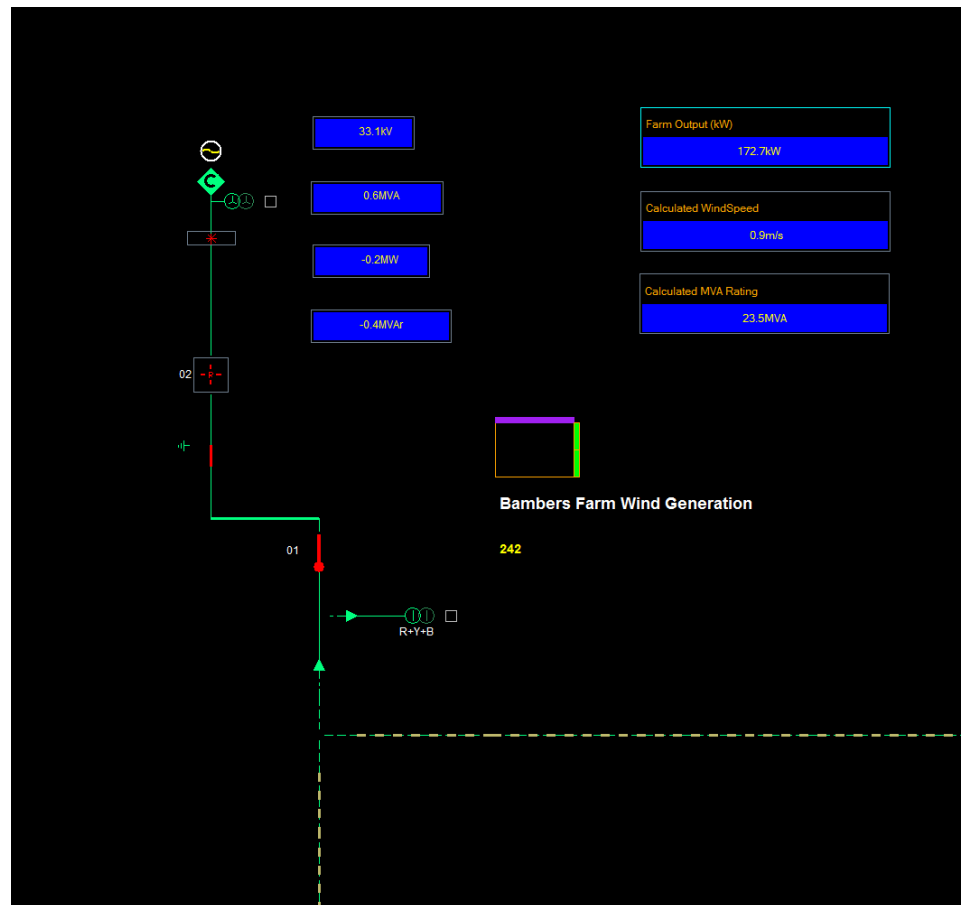 33.1kV
0.6MVA
-0.2MW
-0.4MVAr
Farm Output (kW)
172.7kW
Calculated WindSpeed
0.9m/s
Calculated MVA Rating
23.5MVA
C
02
Bambers Farm Wind Generation
242
01
R+Y+B